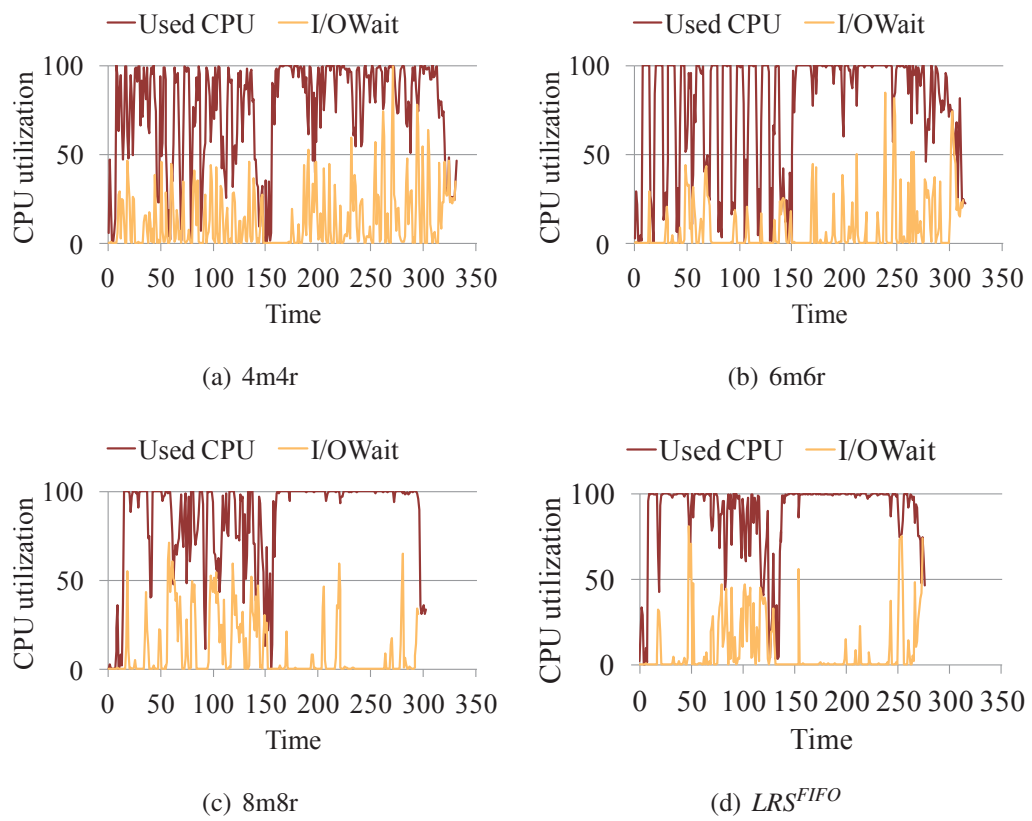 Used CPU I/OWait
Used CPU I/OWait
CPU utilization
100
50
0
0 50 100 150 200 250 300 350
Time
CPU utilization
100
50
0
0 50 100 150 200 250 300 350
Time
(a) 4m4r
(b) 6m6r
Used CPU I/OWait
Used CPU I/OWait
CPU utilization
100
50
0
0 50 100 150 200 250 300 350
Time
CPU utilization
100
50
0
0 50 100 150 200 250 300 350
Time
(c) 8m8r
(d) LRS^FIFO